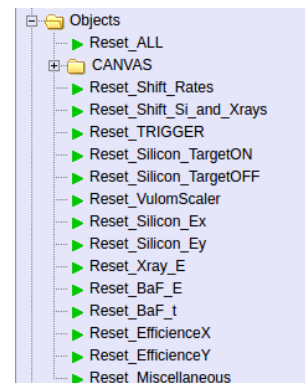 Objects
Reset_ALL
CANVAS
Reset_Shift_Rates
Reset_Shift_Si_and_Xrays
Reset_TRIGGER
Reset_Silicon_TargetON
Reset_Silicon_TargetOFF
Reset_VulomScaler
Reset_Silicon_Ex
Reset_Silicon_Ey
Reset_Xray_E
Reset_BaF_E
Reset_BaF_t
Reset_EfficienceX
Reset_EfficienceY
Reset_Miscellaneous